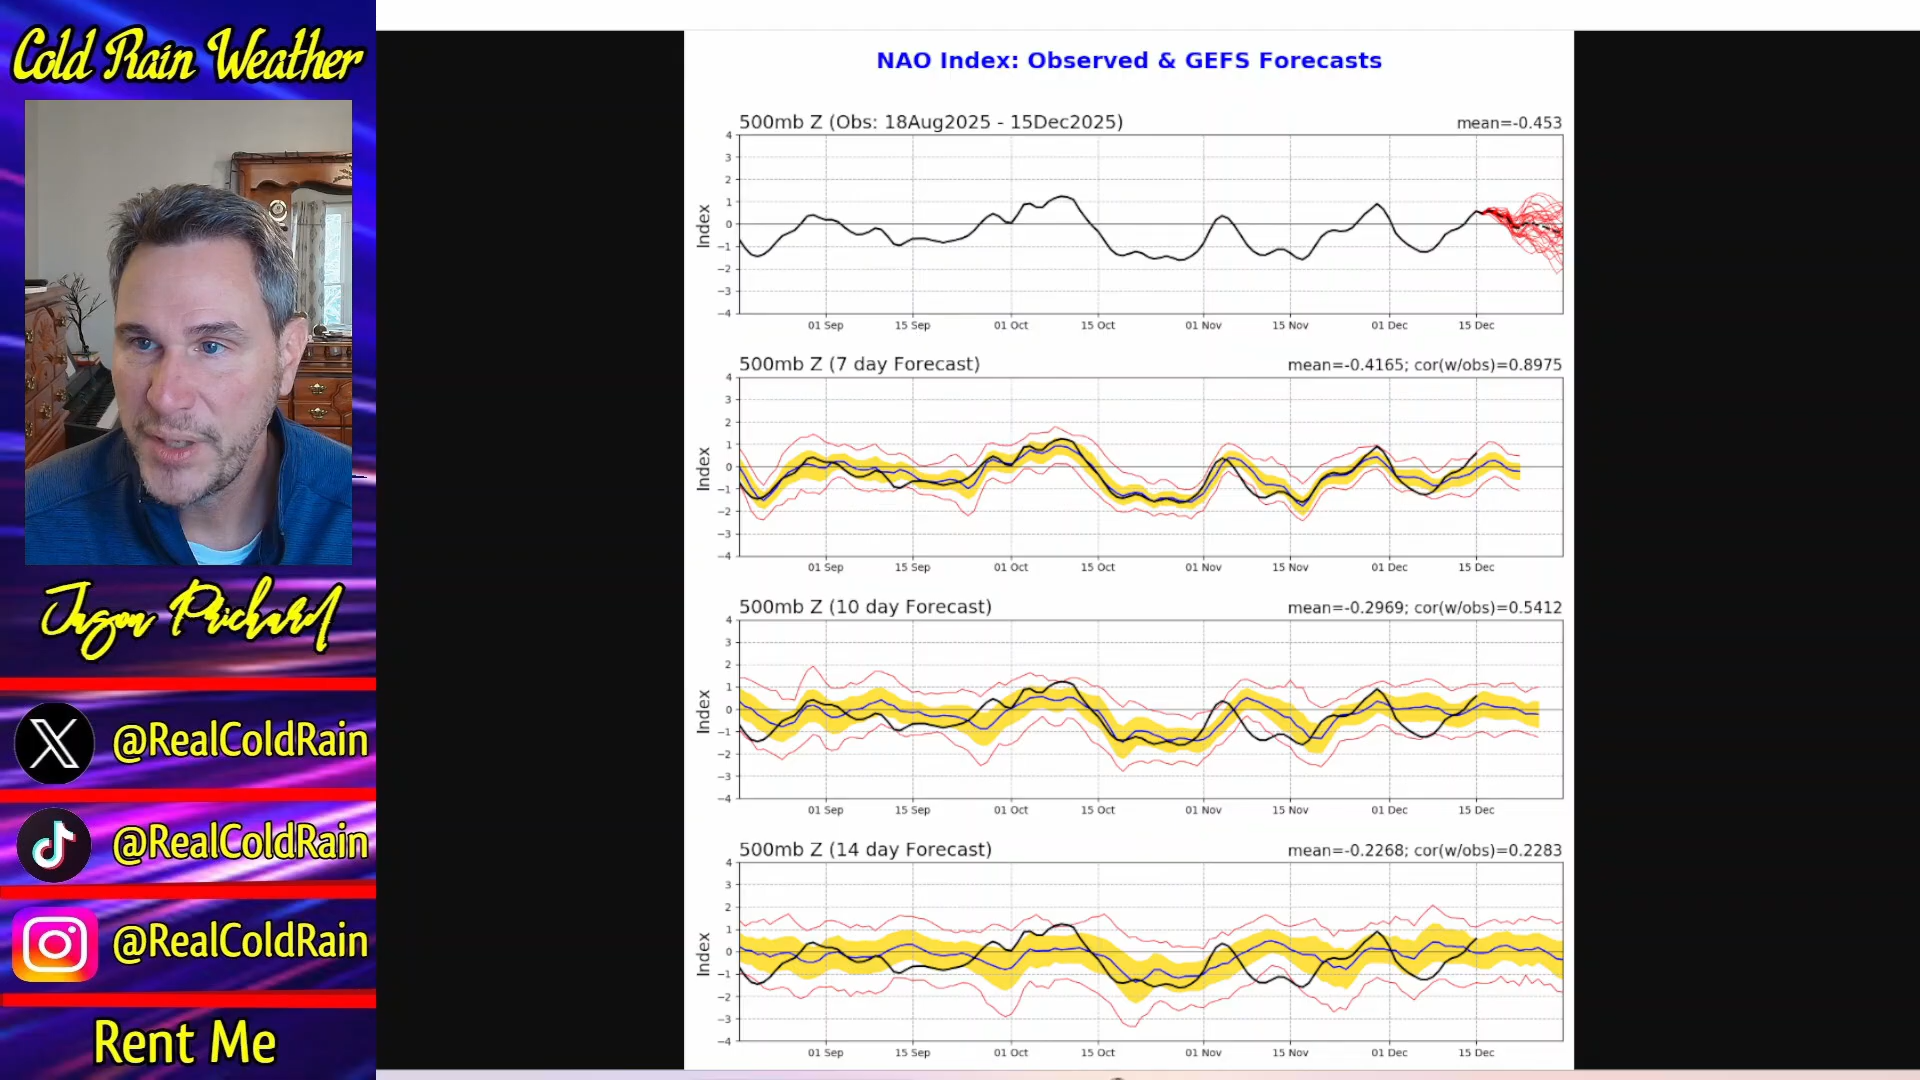 Cold Rain Weather
Jason Prichard
@RealColdRain
@RealColdRain
@RealColdRain
Rent Me
NAO Index: Observed & GEFS Forecasts
500mb Z (Obs: 18Aug2025 - 15Dec2025)
mean=-0.453
Index
4
3
2
1
0
−1
−2
−3
−4
01 Sep 15 Sep 01 Oct 15 Oct 01 Nov 15 Nov 01 Dec 15 Dec
500mb Z (7 day Forecast)
mean=-0.4165; cor(w/obs)=0.8975
Index
4
3
2
1
0
−1
−2
−3
−4
01 Sep 15 Sep 01 Oct 15 Oct 01 Nov 15 Nov 01 Dec 15 Dec
500mb Z (10 day Forecast)
mean=-0.2969; cor(w/obs)=0.5412
Index
4
3
2
1
0
−1
−2
−3
−4
01 Sep 15 Sep 01 Oct 15 Oct 01 Nov 15 Nov 01 Dec 15 Dec
500mb Z (14 day Forecast)
mean=-0.2268; cor(w/obs)=0.2283
Index
4
3
2
1
0
−1
−2
−3
−4
01 Sep 15 Sep 01 Oct 15 Oct 01 Nov 15 Nov 01 Dec 15 Dec